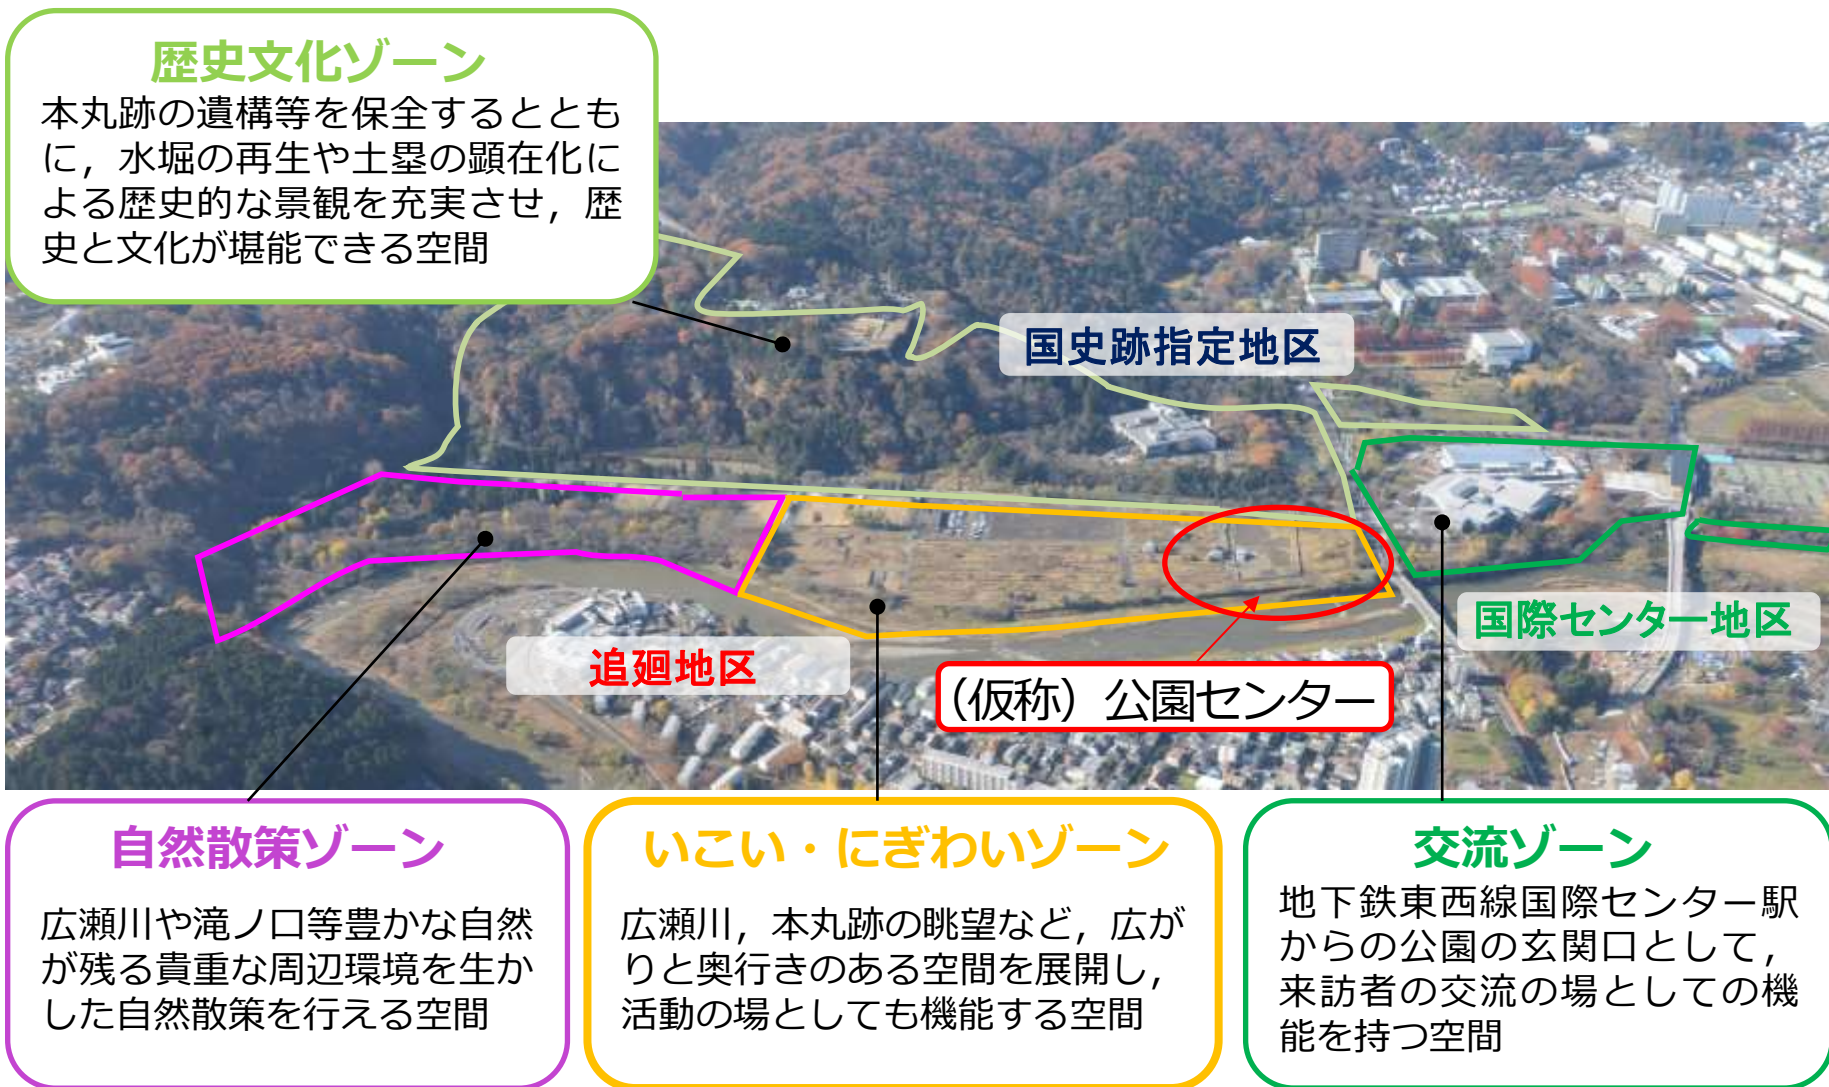 歴史文化ゾーン
本丸跡の遺構等を保全するととも
に，水堀の再生や土塁の顕在化に
よる歴史的な景観を充実させ，歴
史と文化が堪能できる空間
国史跡指定地区
国際センター地区
追廻地区
（仮称）公園センター
自然散策ゾーン
広瀬川や滝ノ口等豊かな自然
が残る貴重な周辺環境を生か
した自然散策を行える空間
いこい・にぎわいゾーン
広瀬川，本丸跡の眺望など，広が
りと奥行きのある空間を展開し，
活動の場としても機能する空間
交流ゾーン
地下鉄東西線国際センター駅
からの公園の玄関口として，
来訪者の交流の場としての機
能を持つ空間